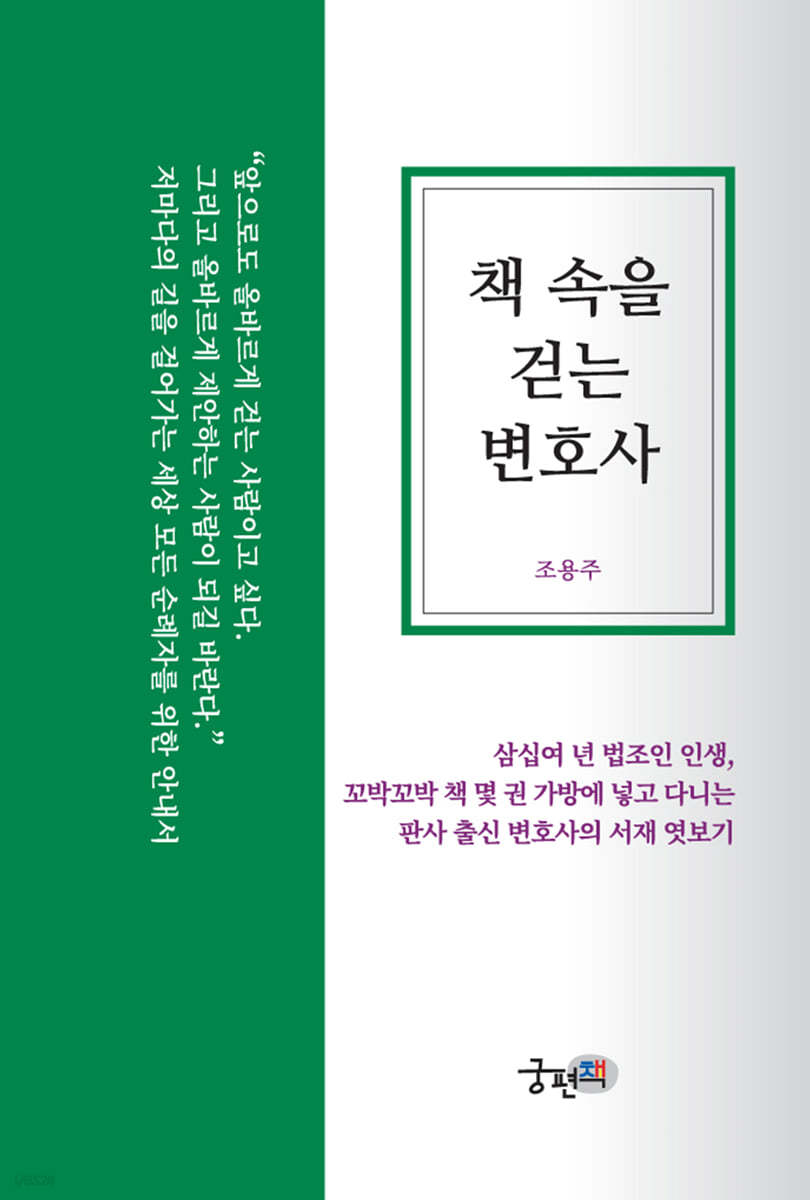 “앞으로도 올바르게 걷는 사람이고 싶다.
그리고 올바르게 제안하는 사람이 되길 바란다.”
저마다의 길을 걸어가는 세상 모든 순례자를 위한 안내서
책 속을
걷는
변호사
조용주
삼십여 년 법조인 인생,
꼬박꼬박 책 몇 권 가방에 넣고 다니는
판사 출신 변호사의 서재 엿보기
궁편책
YES24